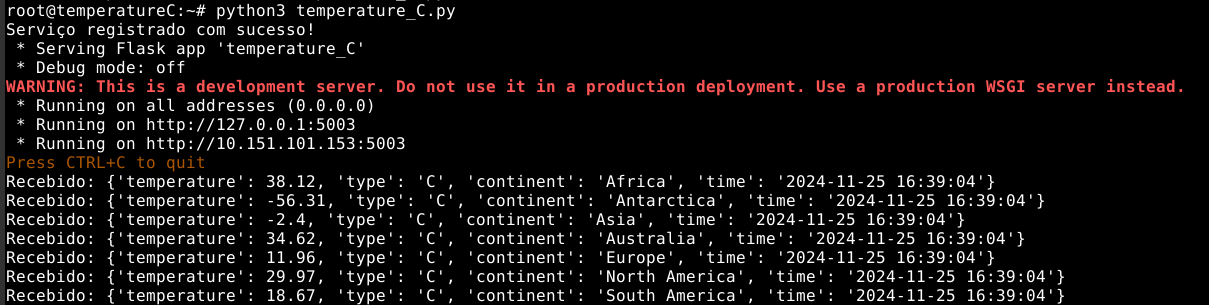 root@temperatureC:~# python3 temperature_C.py
Serviço registrado com sucesso!
 * Serving Flask app 'temperature_C'
 * Debug mode: off
WARNING: This is a development server. Do not use it in a production deployment. Use a production WSGI server instead.
 * Running on all addresses (0.0.0.0)
 * Running on http://127.0.0.1:5003
 * Running on http://10.151.101.153:5003
Press CTRL+C to quit
Recebido: {'temperature': 38.12, 'type': 'C', 'continent': 'Africa', 'time': '2024-11-25 16:39:04'}
Recebido: {'temperature': -56.31, 'type': 'C', 'continent': 'Antarctica', 'time': '2024-11-25 16:39:04'}
Recebido: {'temperature': -2.4, 'type': 'C', 'continent': 'Asia', 'time': '2024-11-25 16:39:04'}
Recebido: {'temperature': 34.62, 'type': 'C', 'continent': 'Australia', 'time': '2024-11-25 16:39:04'}
Recebido: {'temperature': 11.96, 'type': 'C', 'continent': 'Europe', 'time': '2024-11-25 16:39:04'}
Recebido: {'temperature': 29.97, 'type': 'C', 'continent': 'North America', 'time': '2024-11-25 16:39:04'}
Recebido: {'temperature': 18.67, 'type': 'C', 'continent': 'South America', 'time': '2024-11-25 16:39:04'}